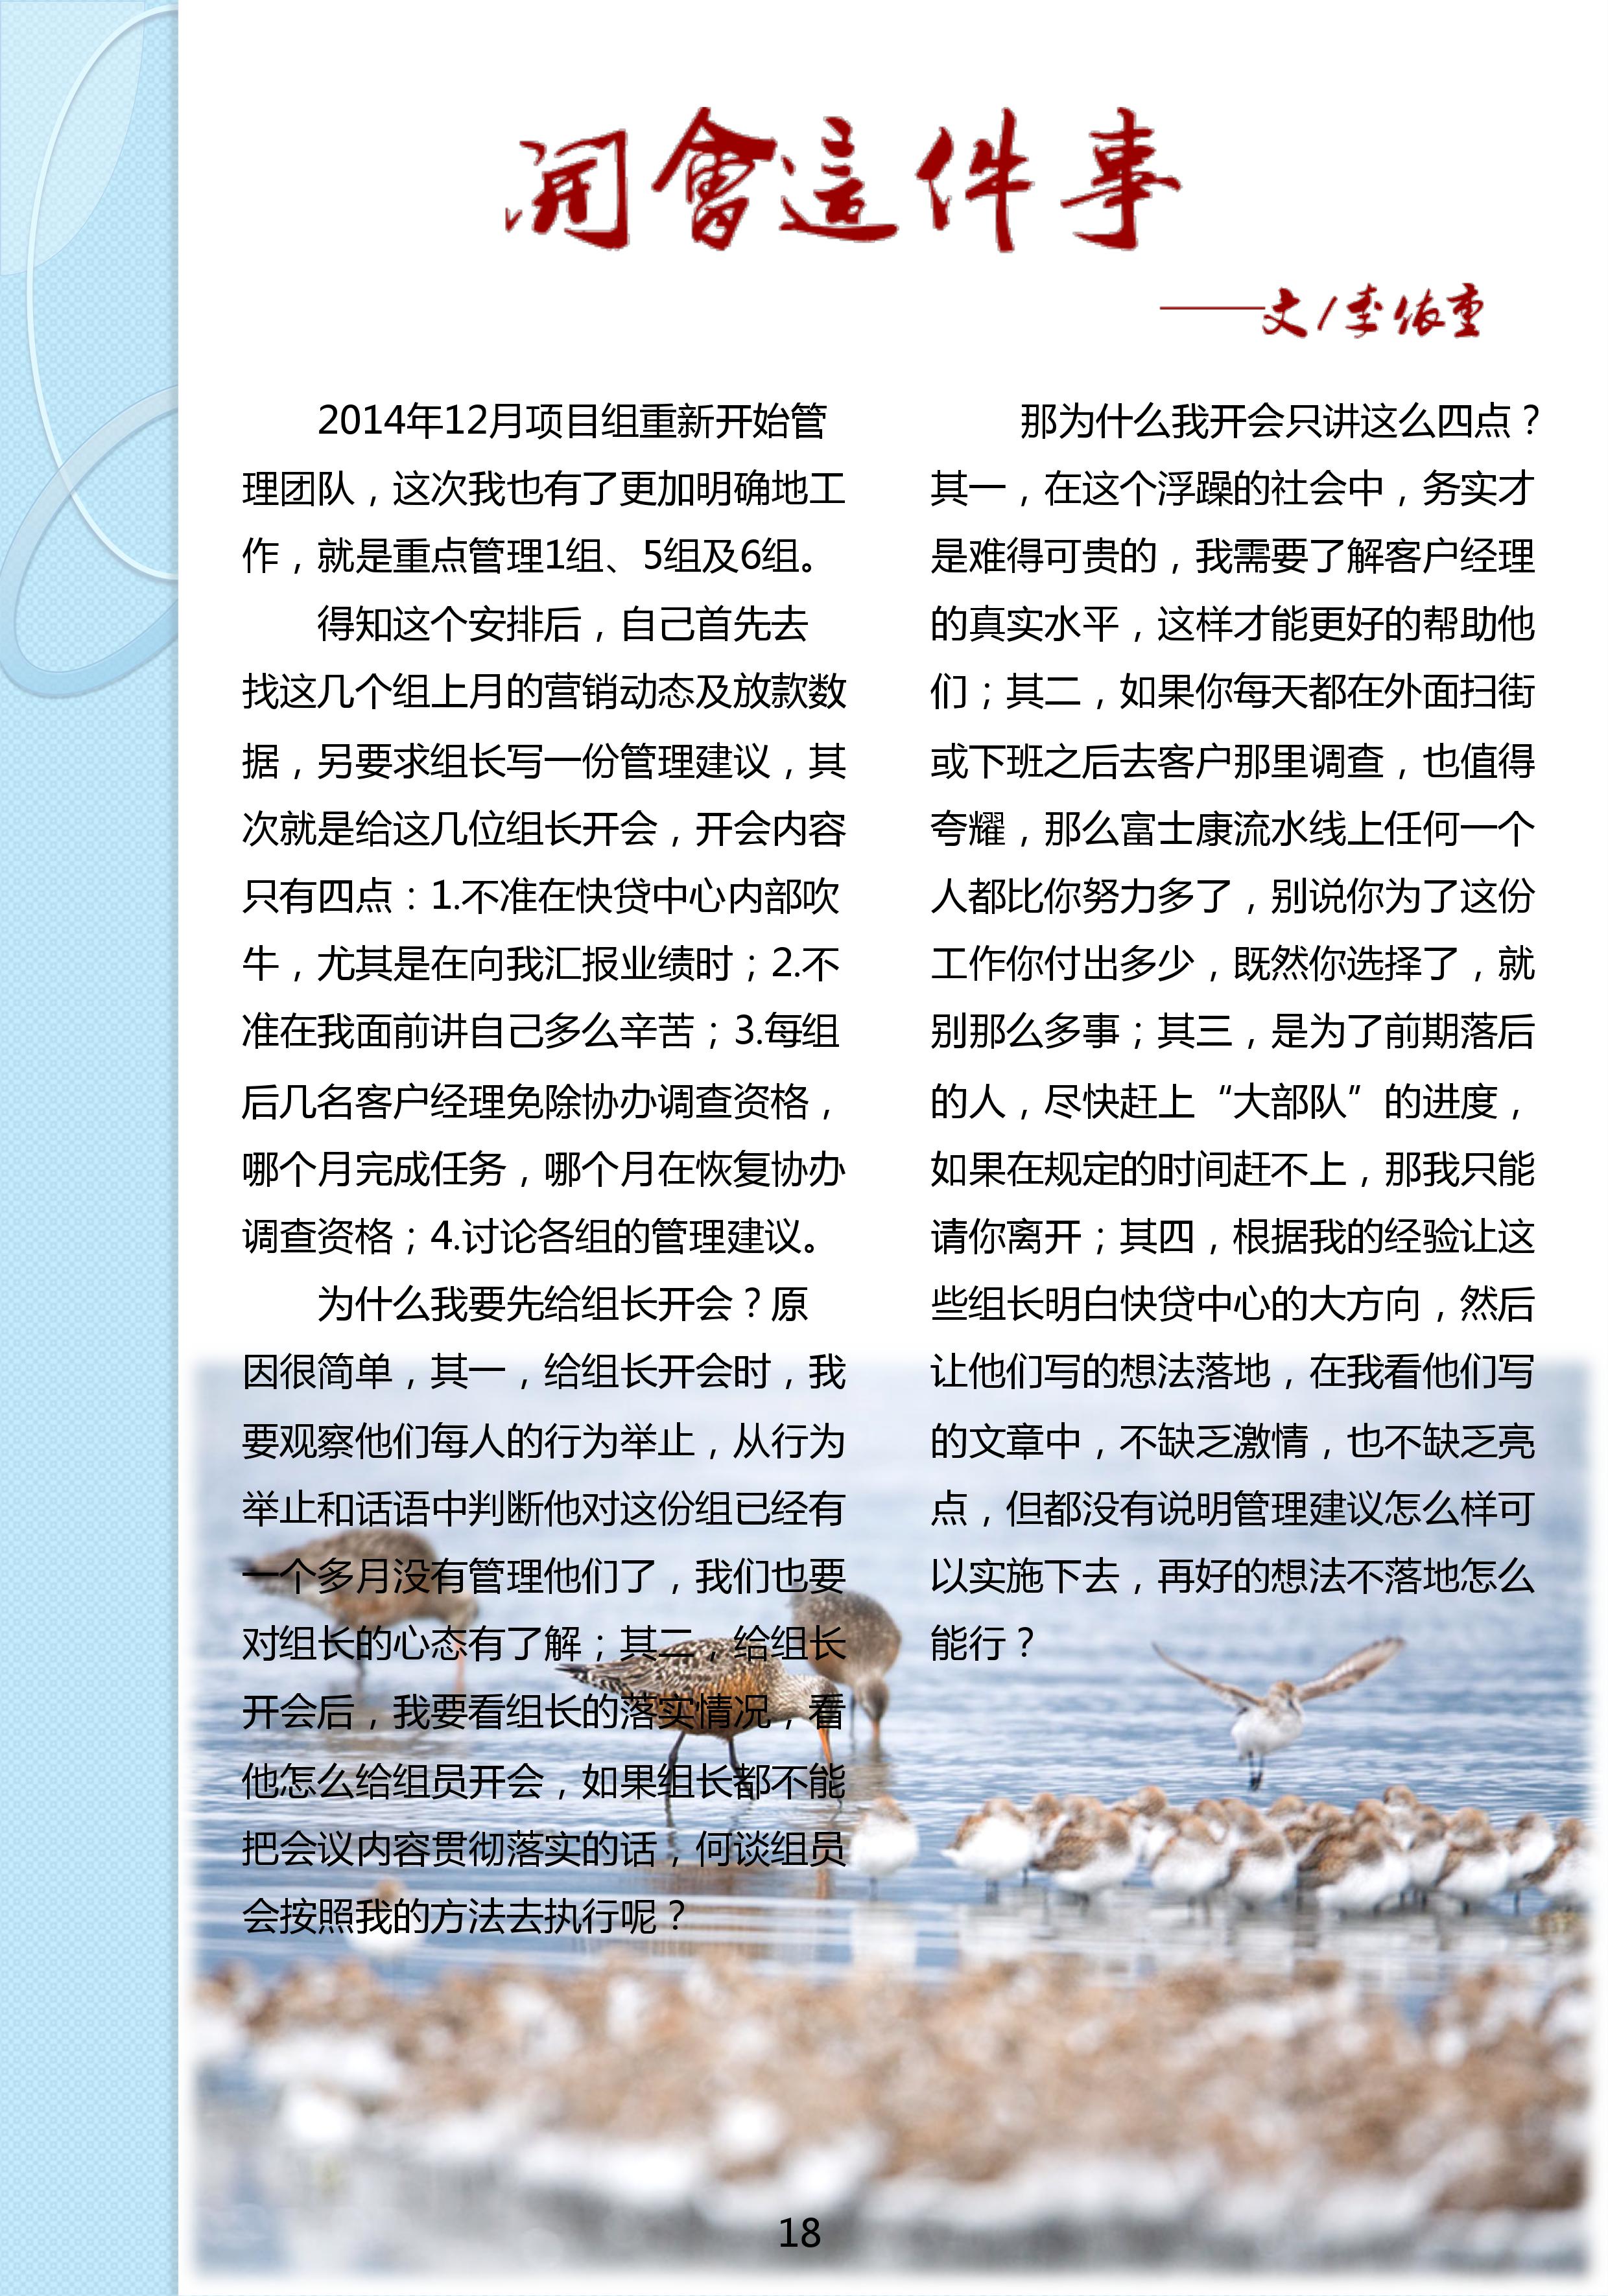 開會這件事
——文/李依重
2014年12月项目组重新开始管
理团队，这次我也有了更加明确地工
作，就是重点管理1组、5组及6组。
得知这个安排后，自己首先去
找这几个组上月的营销动态及放款数
据，另要求组长写一份管理建议，其
次就是给这几位组长开会，开会内容
只有四点：1.不准在快贷中心内部吹
牛，尤其是在向我汇报业绩时；2.不
准在我面前讲自己多么辛苦；3.每组
后几名客户经理免除协办调查资格，
哪个月完成任务，哪个月在恢复协办
调查资格；4.讨论各组的管理建议。
为什么我要先给组长开会？原
因很简单，其一，给组长开会时，我
要观察他们每人的行为举止，从行为
举止和话语中判断他对这份组已经有
一个多月没有管理他们了，我们也要
对组长的心态有了解；其二，给组长
开会后，我要看组长的落实情况，看
他怎么给组员开会，如果组长都不能
把会议内容贯彻落实的话，何谈组员
会按照我的方法去执行呢？
那为什么我开会只讲这么四点？
其一，在这个浮躁的社会中，务实才
是难得可贵的，我需要了解客户经理
的真实水平，这样才能更好的帮助他
们；其二，如果你每天都在外面扫街
或下班之后去客户那里调查，也值得
夸耀，那么富士康流水线上任何一个
人都比你努力多了，别说你为了这份
工作你付出多少，既然你选择了，就
别那么多事；其三，是为了前期落后
的人，尽快赶上“大部队”的进度，
如果在规定的时间赶不上，那我只能
请你离开；其四，根据我的经验让这
些组长明白快贷中心的大方向，然后
让他们写的想法落地，在我看他们写
的文章中，不缺乏激情，也不缺乏亮
点，但都没有说明管理建议怎么样可
以实施下去，再好的想法不落地怎么
能行？
18